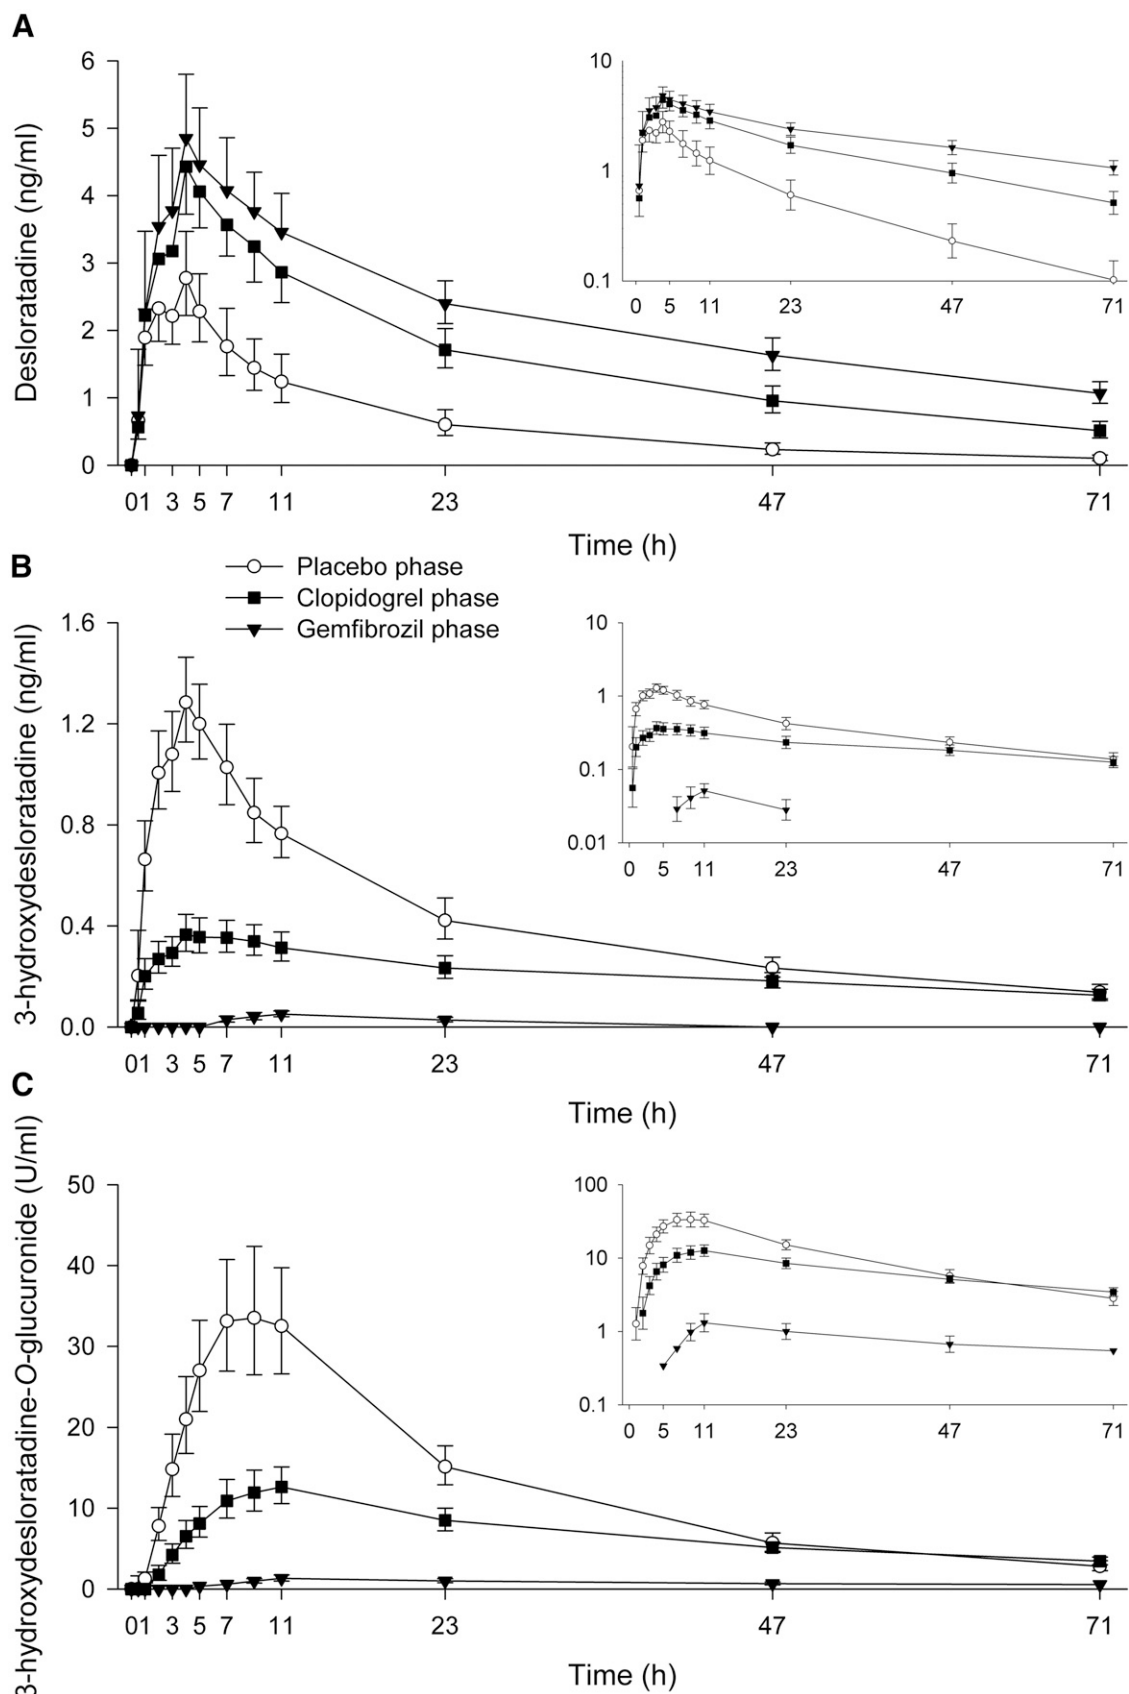 A
Desloratadine (ng/ml)
6
5
4
3
2
1
0
01 3 5 7 11 23 47 71
Time (h)
10
1
0.1
0 5 11 23 47 71
B
Placebo phase
Clopidogrel phase
Gemfibrozil phase
3-hydroxydesloratadine (ng/ml)
1.6
1.2
0.8
0.4
0.0
01 3 5 7 11 23 47 71
Time (h)
10
1
0.1
0.01
0 5 11 23 47 71
C
3-hydroxydesloratadine-O-glucuronide (U/ml)
50
40
30
20
10
0
01 3 5 7 11 23 47 71
Time (h)
100
10
1
0.1
0 5 11 23 47 71